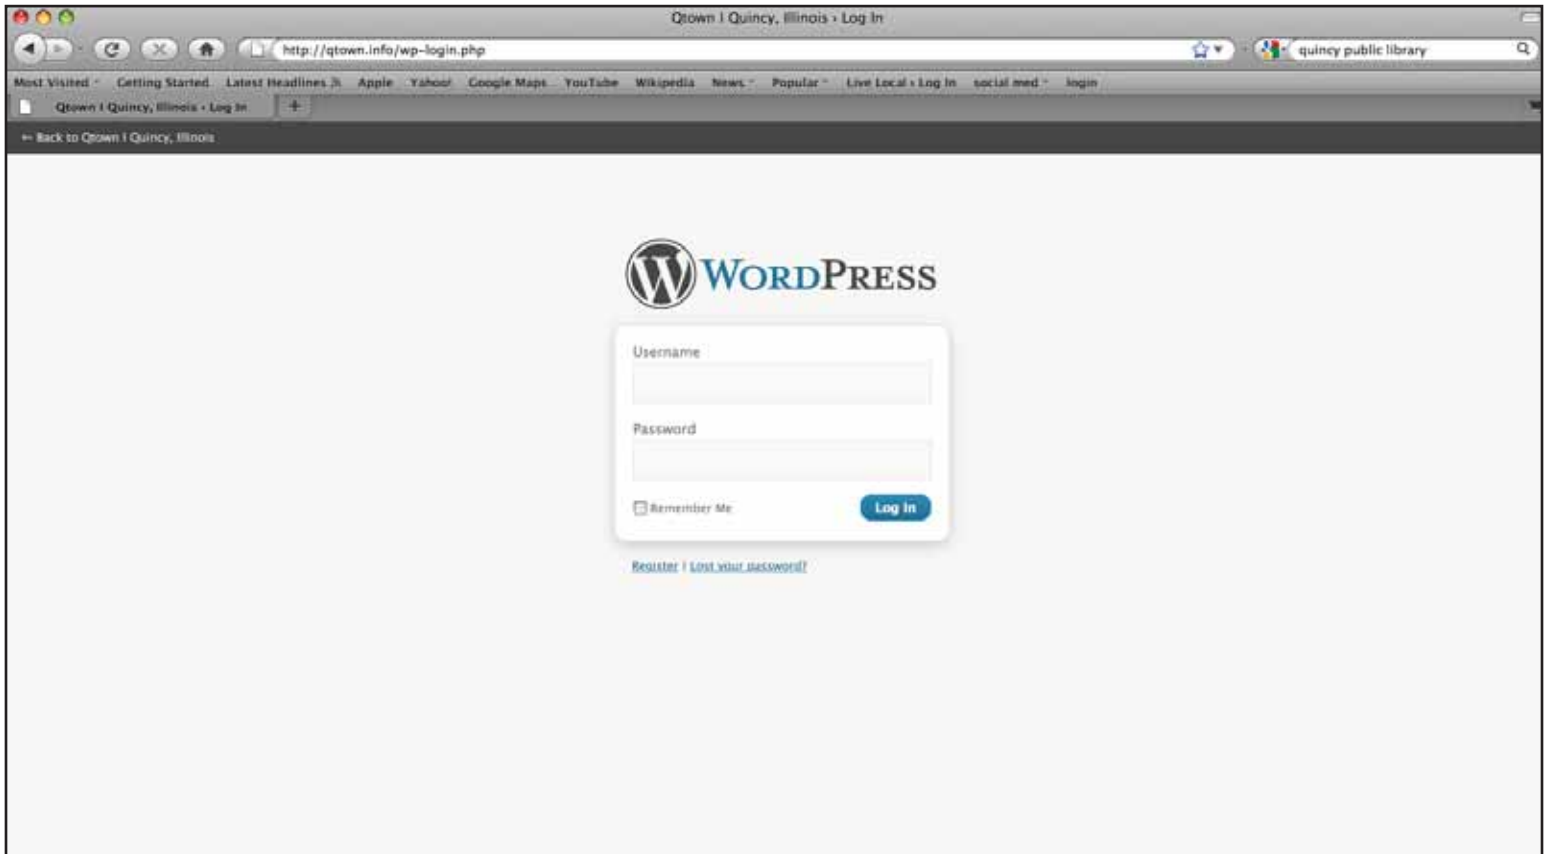 Qtown | Quincy, Illinois › Log In
http://qtown.info/wp-login.php
quincy public library
Most Visited Getting Started Latest Headlines Apple Yahoo! Google Maps YouTube Wikipedia News Popular Live Local › Log In social med login
Qtown | Quincy, Illinois › Log In +
← Back to Qtown | Quincy, Illinois
WORDPRESS
Username
Password
Remember Me Log In
Register | Lost your password?